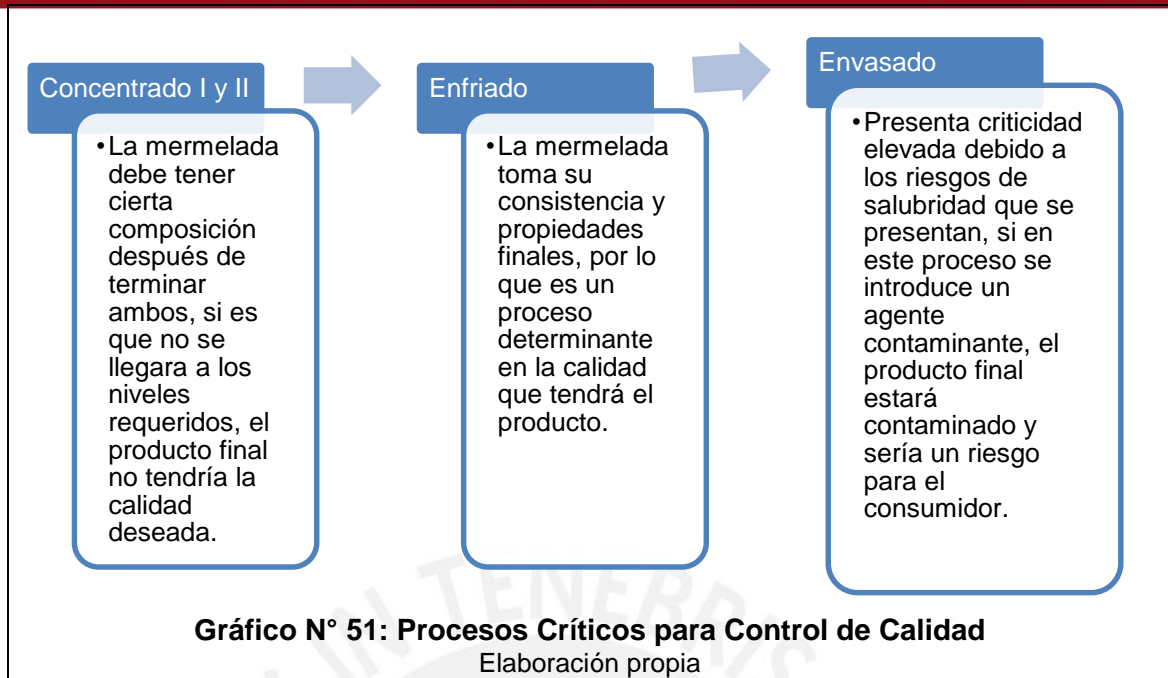 Concentrado I y II
•La mermelada
debe tener
cierta
composición
después de
terminar
ambos, si es
que no se
llegara a los
niveles
requeridos, el
producto final
no tendría la
calidad
deseada.
Enfriado
•La mermelada
toma su
consistencia y
propiedades
finales, por lo
que es un
proceso
determinante
en la calidad
que tendrá el
producto.
Envasado
•Presenta criticidad
elevada debido a
los riesgos de
salubridad que se
presentan, si en
este proceso se
introduce un
agente
contaminante, el
producto final
estará
contaminado y
sería un riesgo
para el
consumidor.
IN TENEBRIS
Gráfico N° 51: Procesos Críticos para Control de Calidad
Elaboración propia